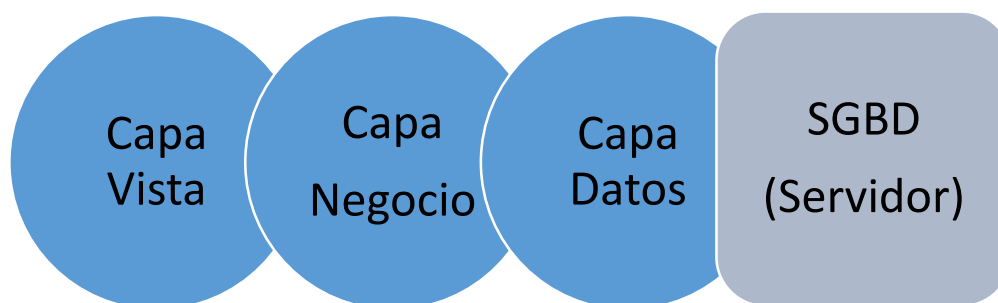 Capa
Vista
Capa
Negocio
Capa
Datos
SGBD
(Servidor)